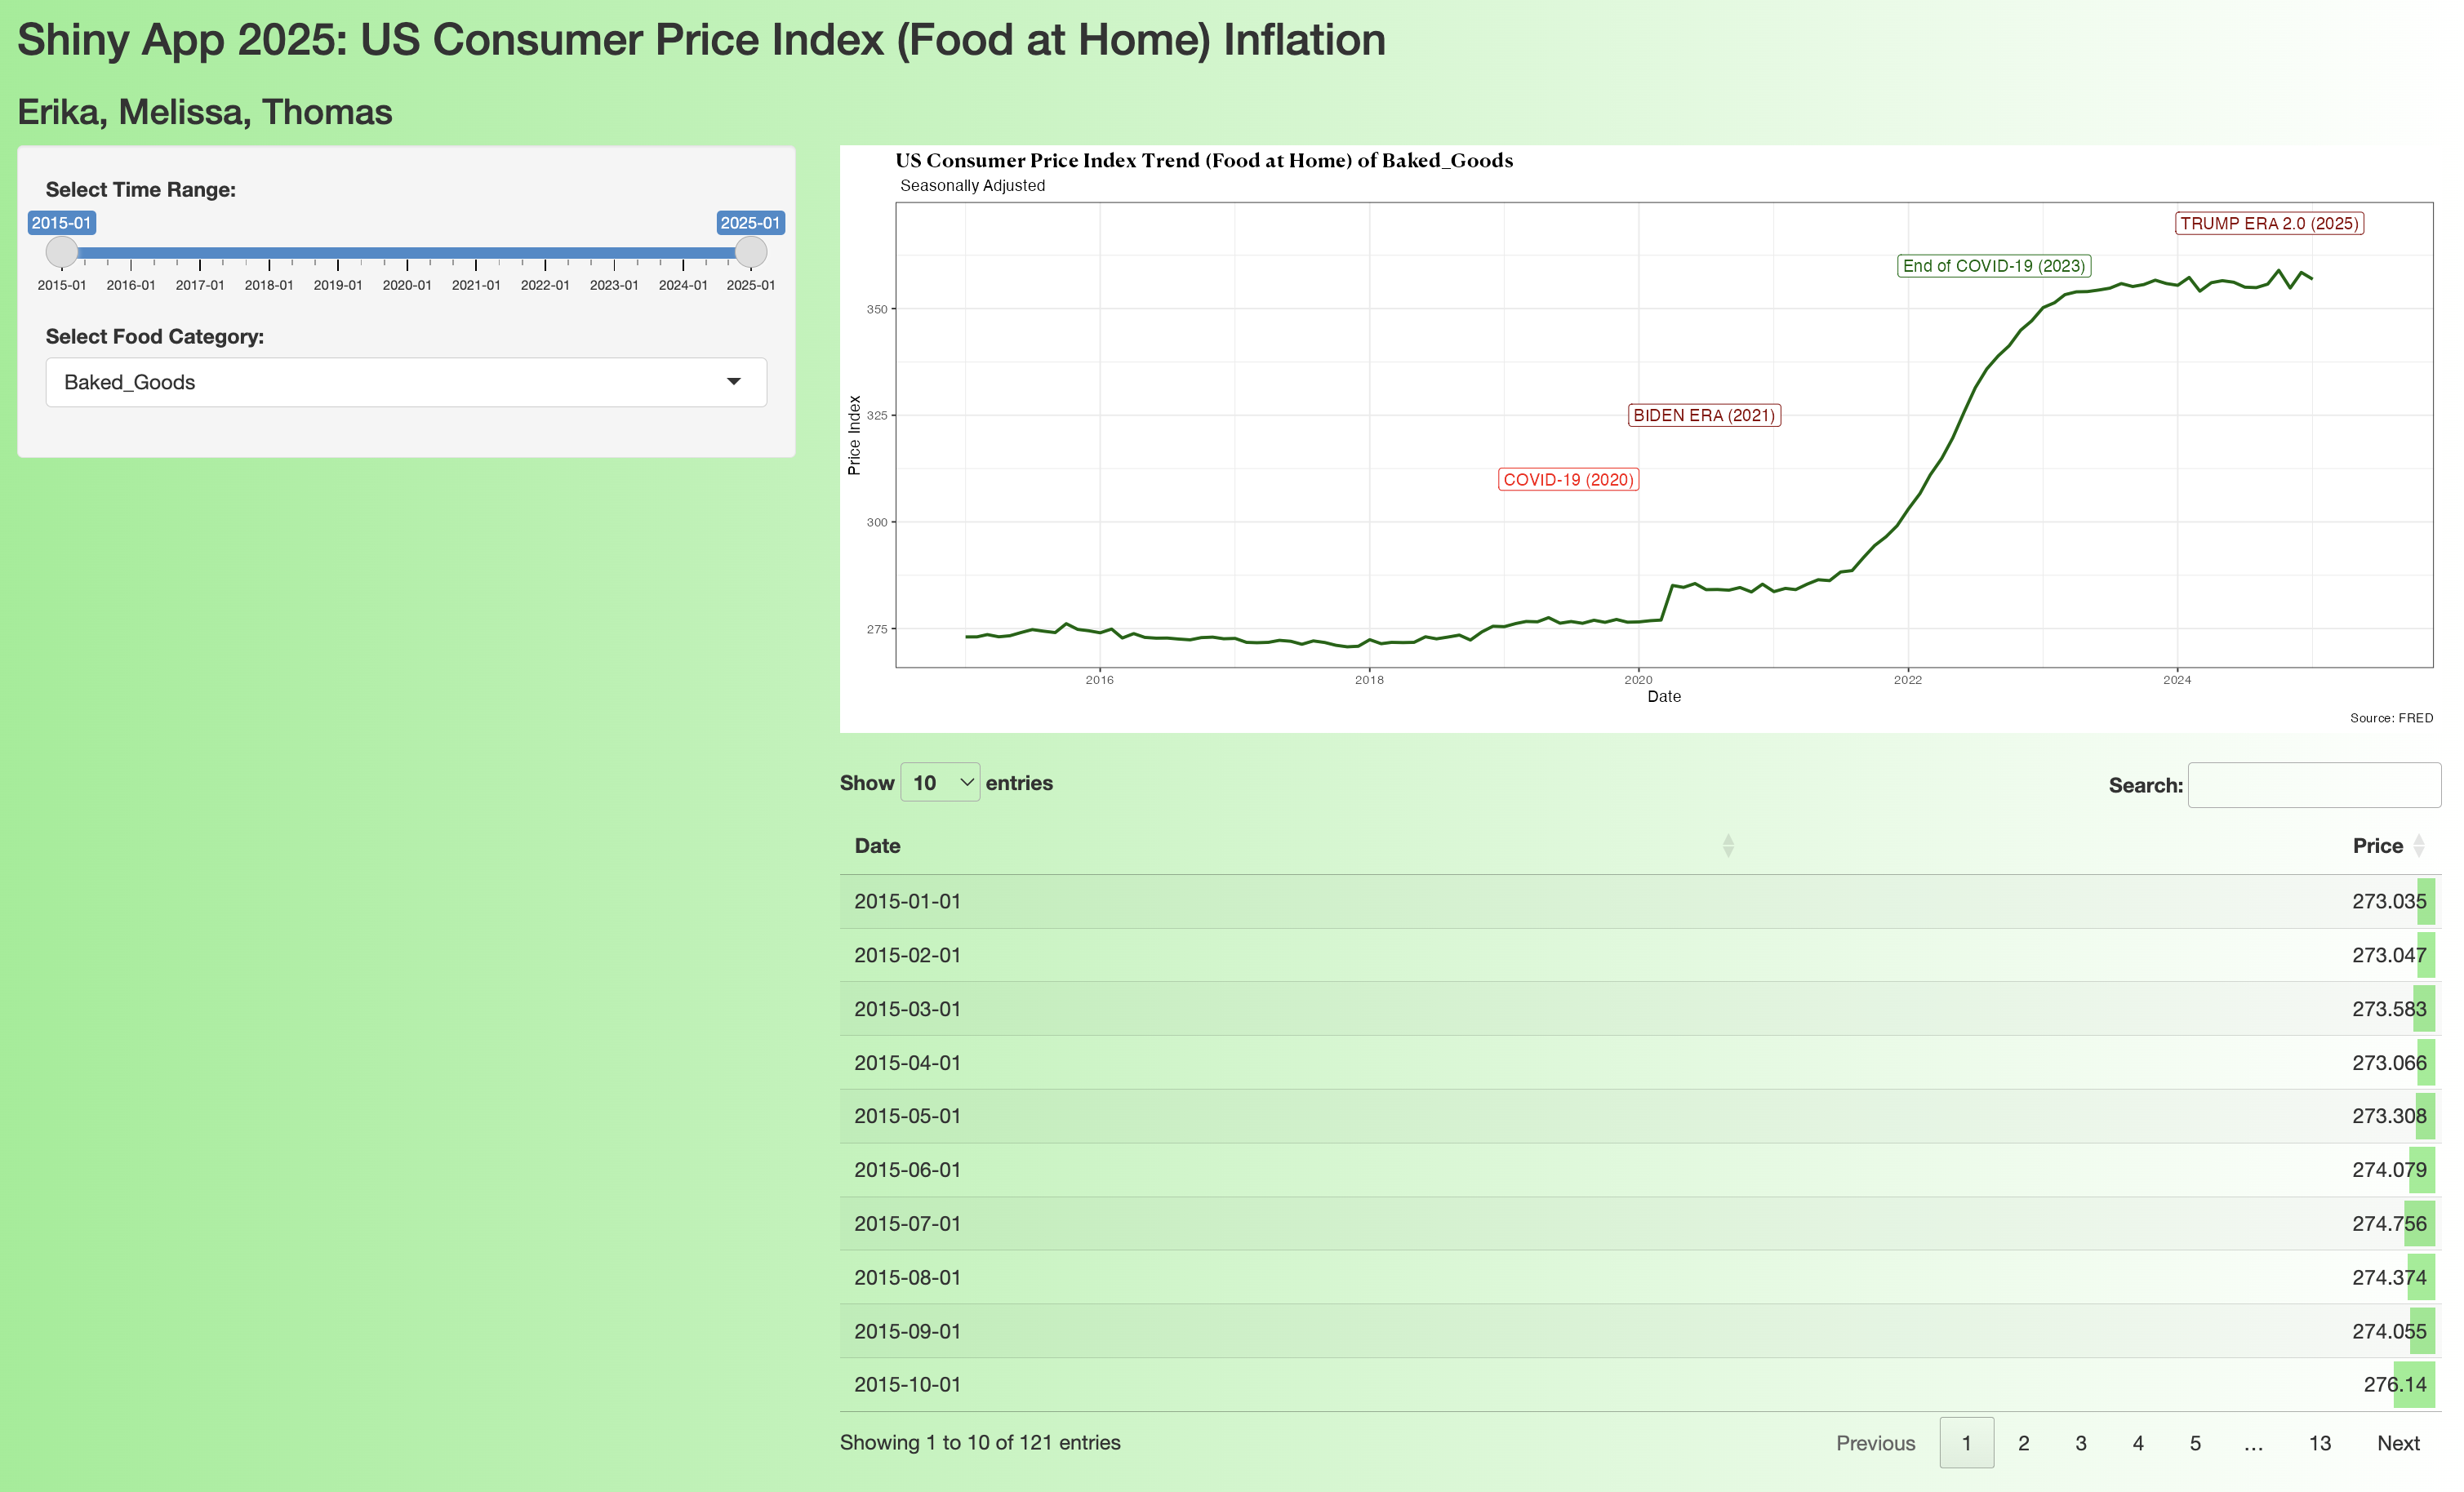 Shiny App 2025: US Consumer Price Index (Food at Home) Inflation
Erika, Melissa, Thomas
Select Time Range:
2015-01 2025-01
2015-01 2016-01 2017-01 2018-01 2019-01 2020-01 2021-01 2022-01 2023-01 2024-01 2025-01
Select Food Category:
Baked_Goods
US Consumer Price Index Trend (Food at Home) of Baked_Goods
Seasonally Adjusted
TRUMP ERA 2.0 (2025)
End of COVID-19 (2023)
350
BIDEN ERA (2021)
325
Price Index
COVID-19 (2020)
300
275
2016 2018 2020 2022 2024
Date
Source: FRED
Show 10 entries
Search:
Date Price
2015-01-01 273.035
2015-02-01 273.047
2015-03-01 273.583
2015-04-01 273.066
2015-05-01 273.308
2015-06-01 274.079
2015-07-01 274.756
2015-08-01 274.374
2015-09-01 274.055
2015-10-01 276.14
Showing 1 to 10 of 121 entries
Previous 1 2 3 4 5 … 13 Next